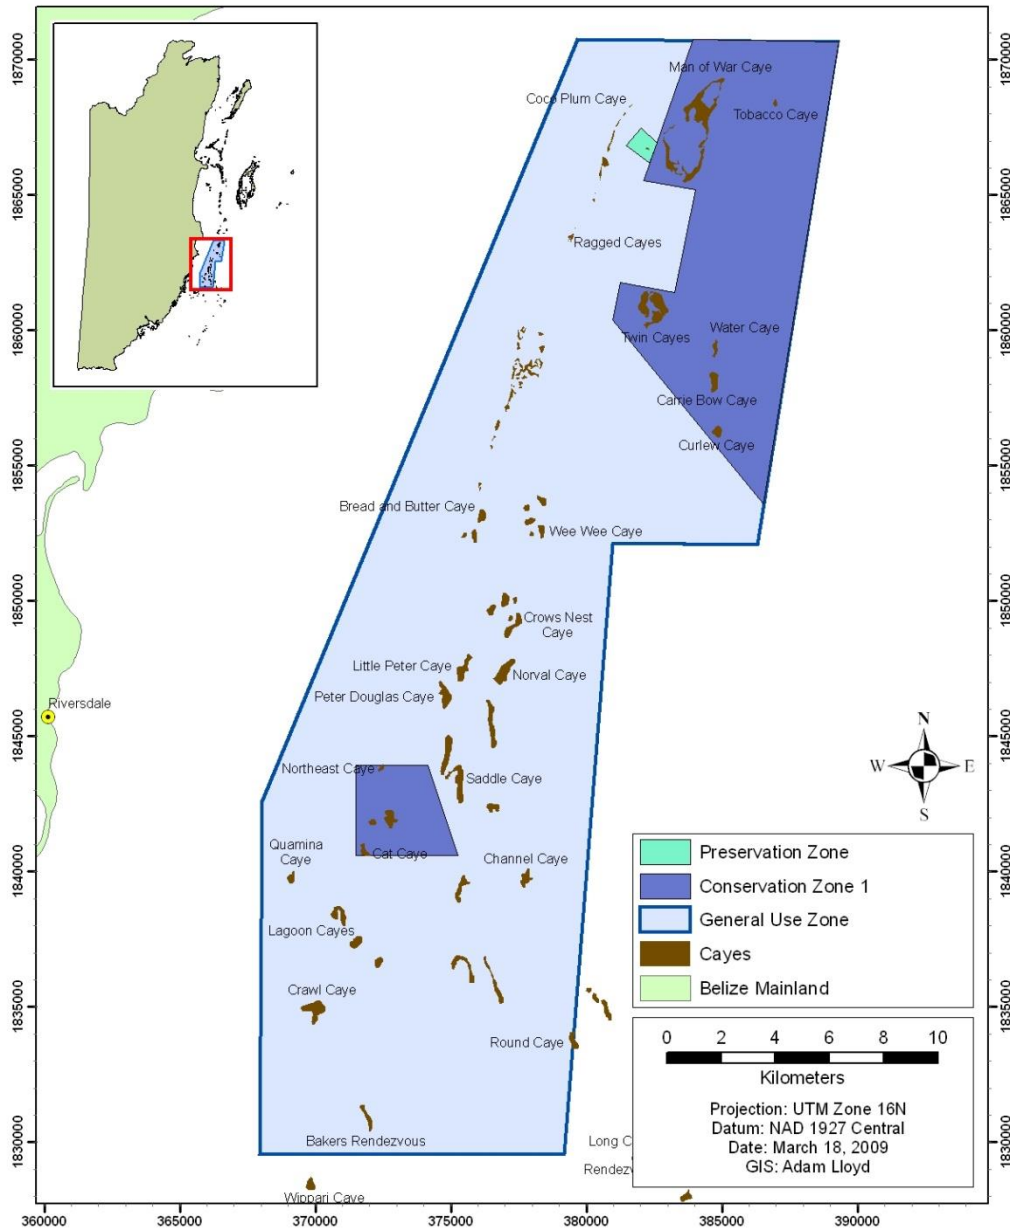 Man of War Caye
Coco Plum Caye
Tobacco Caye
Ragged Cayes
Twin Cayes
Water Caye
Carrie Bow Caye
Curlew Caye
Bread and Butter Caye
Wee Wee Caye
Crows Nest
Caye
Little Peter Caye
Norval Caye
Peter Douglas Caye
Riversdale
Northeast Caye
Saddle Caye
Quamina
Caye
Cat Caye
Channel Caye
Lagoon Cayes
Crawl Caye
Round Caye
Bakers Rendezvous
Long C
Rendezv
Wippari Caye
N
W
E
S
Preservation Zone
Conservation Zone 1
General Use Zone
Cayes
Belize Mainland
0 2 4 6 8 10
Kilometers
Projection: UTM Zone 16N
Datum: NAD 1927 Central
Date: March 18, 2009
GIS: Adam Lloyd
1870000
1865000
1860000
1855000
1850000
1845000
1840000
1835000
1830000
1870000
1865000
1860000
1855000
1850000
1845000
1840000
1835000
1830000
360000 365000 370000 375000 380000 385000 390000